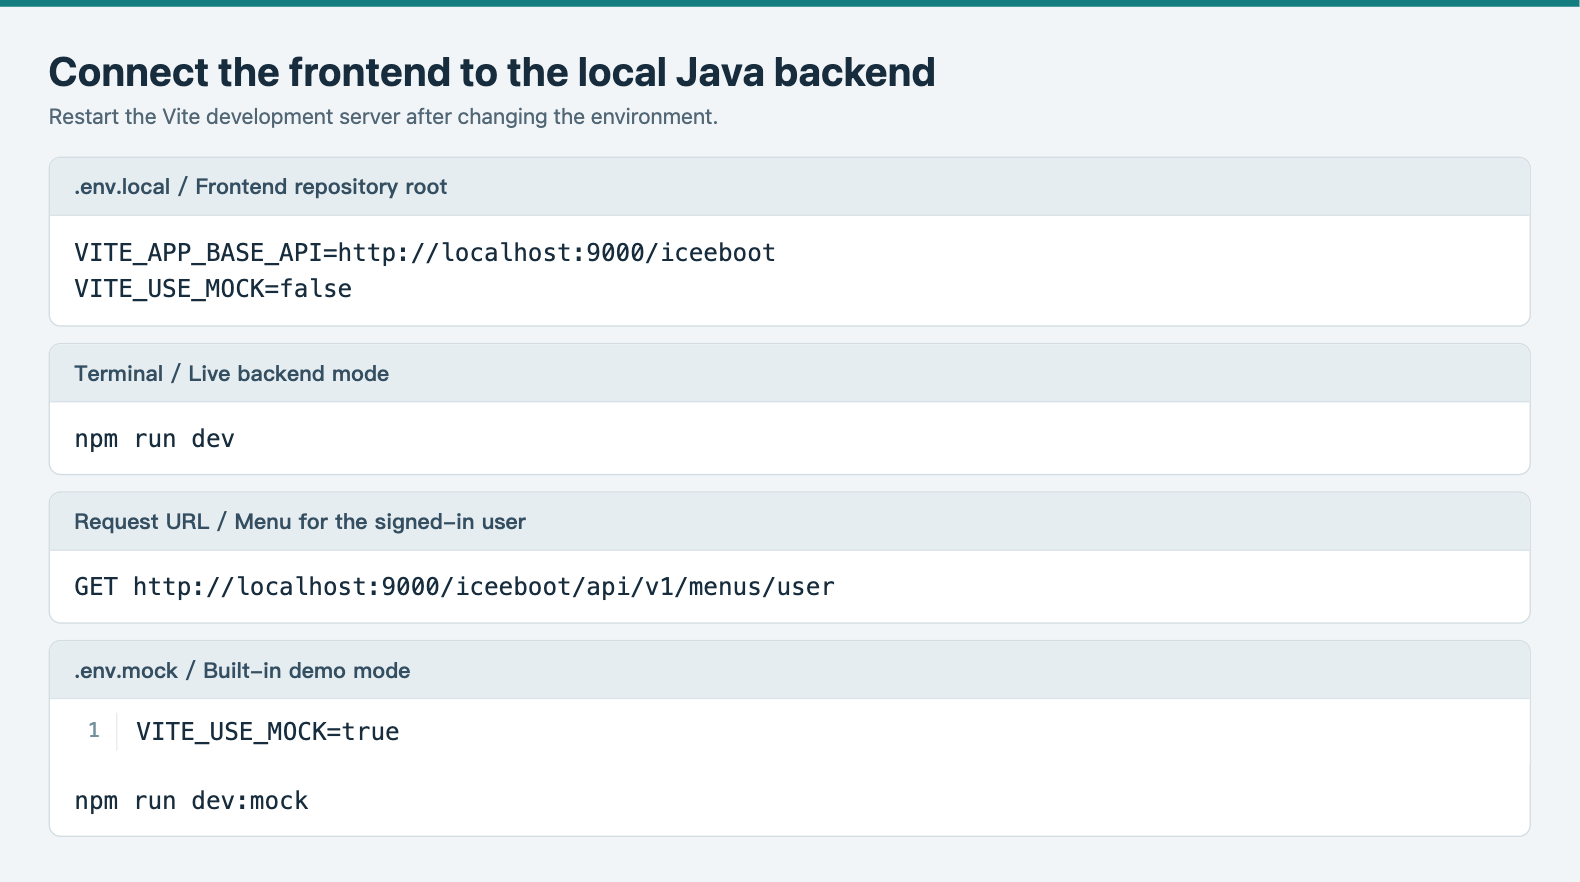 Connect the frontend to the local Java backend
Restart the Vite development server after changing the environment.
.env.local / Frontend repository root
VITE_APP_BASE_API=http://localhost:9000/iceeboot
VITE_USE_MOCK=false
Terminal / Live backend mode
npm run dev
Request URL / Menu for the signed-in user
GET http://localhost:9000/iceeboot/api/v1/menus/user
.env.mock / Built-in demo mode
1 VITE_USE_MOCK=true
npm run dev:mock